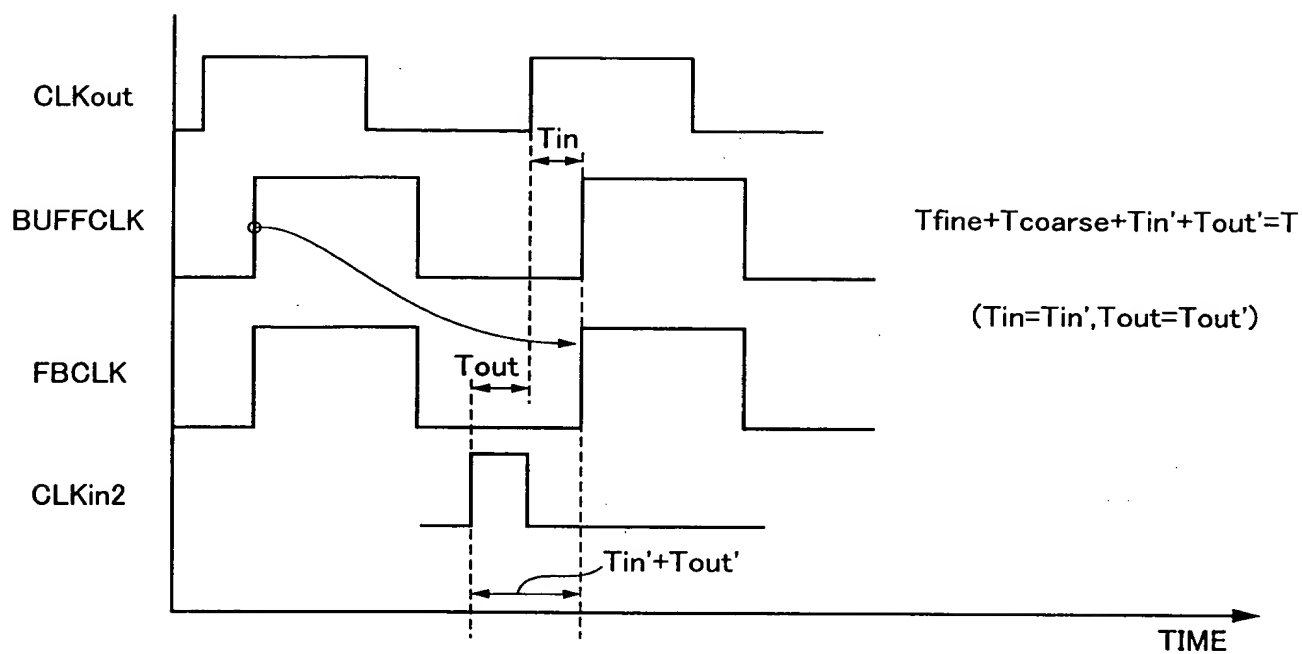 CLKout
Tin
BUFFCLK
Tfine+Tcoarse+Tin'+Tout'=T
(Tin=Tin',Tout=Tout')
Tout
FBCLK
CLKin2
Tin'+Tout'
TIME